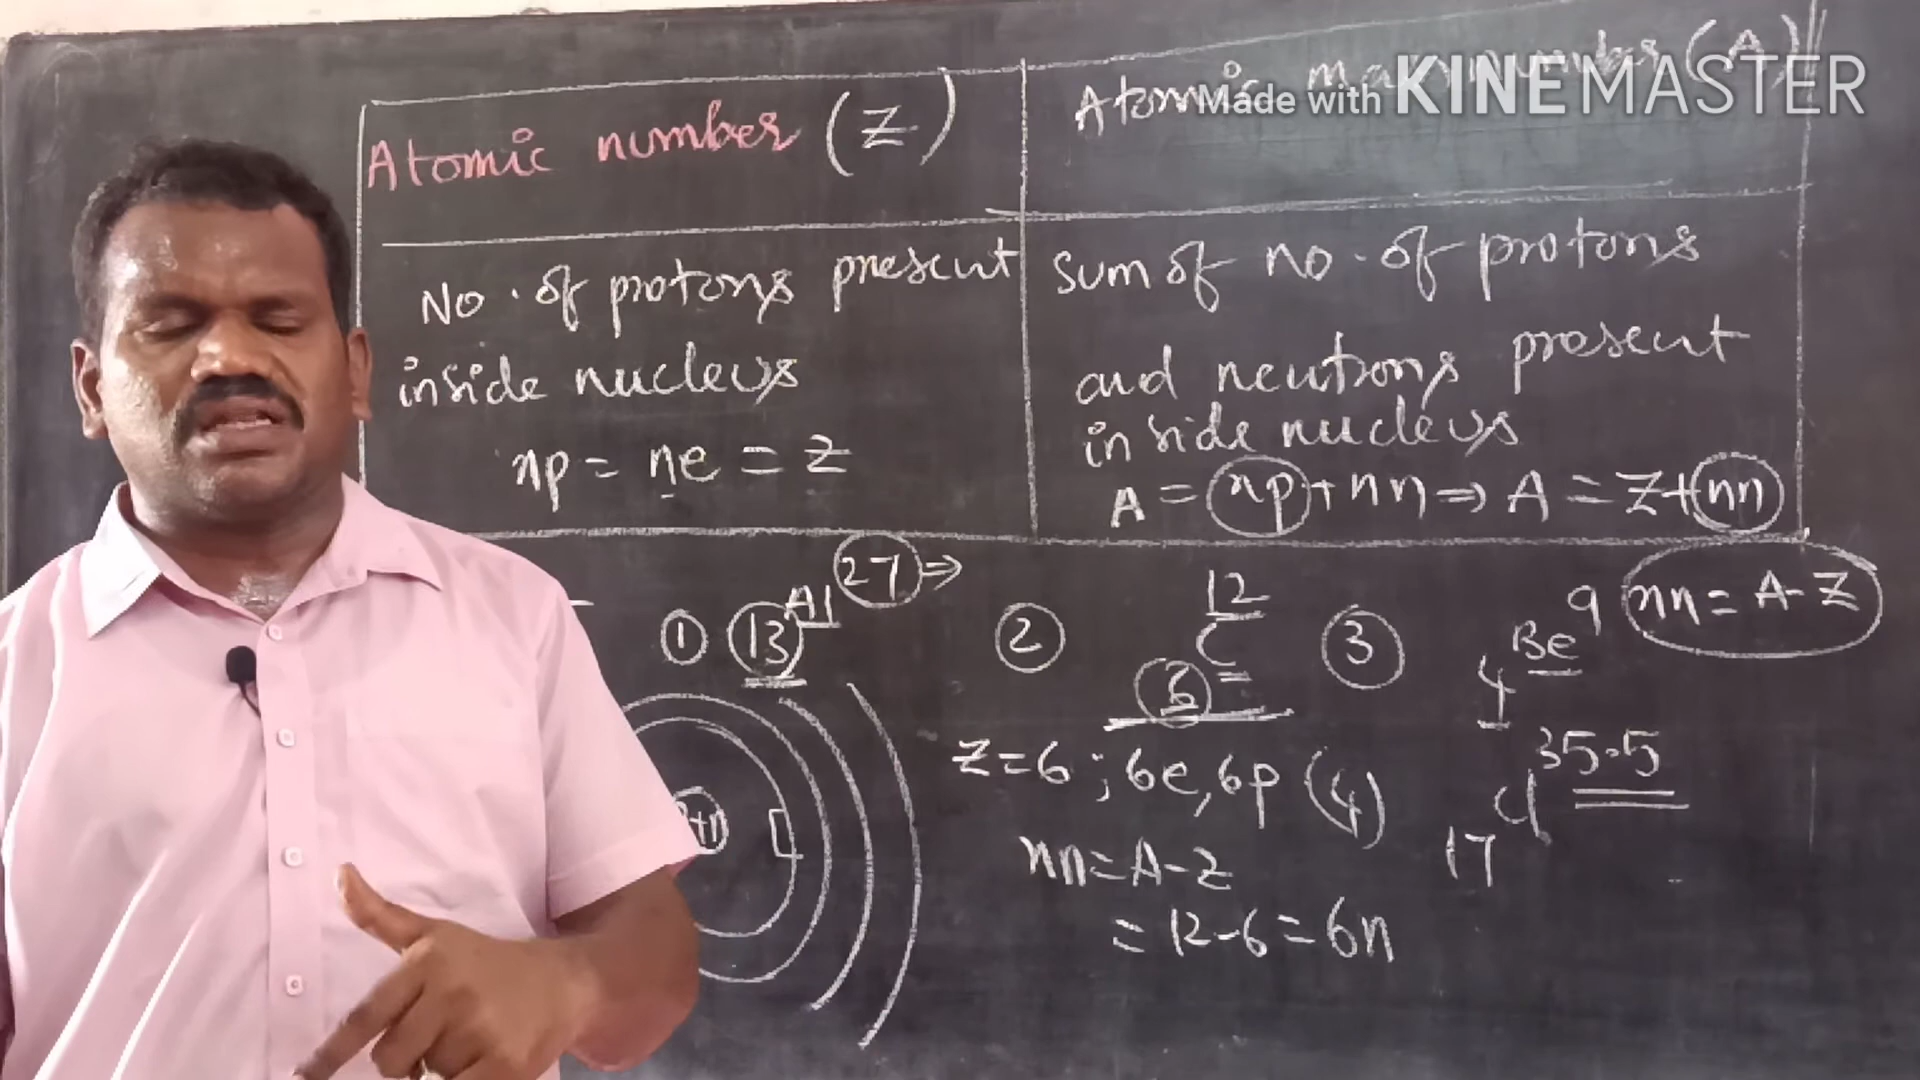 Atomic number (Z)
Atomic mass number (A)
Made with KINEMASTER
No. of protons present
inside nucleus
np = ne = Z
sum of no. of protons
and neutrons present
inside nucleus
A = np + nn ⇒ A = Z + nn
nn = A - Z
① 13 Al 27 ⇒
② 12 C 6
③ 4 Be 9
Z = 6 ; 6e, 6p (4)
nn = A - Z
= 12 - 6 = 6n
17 Cl 35.5